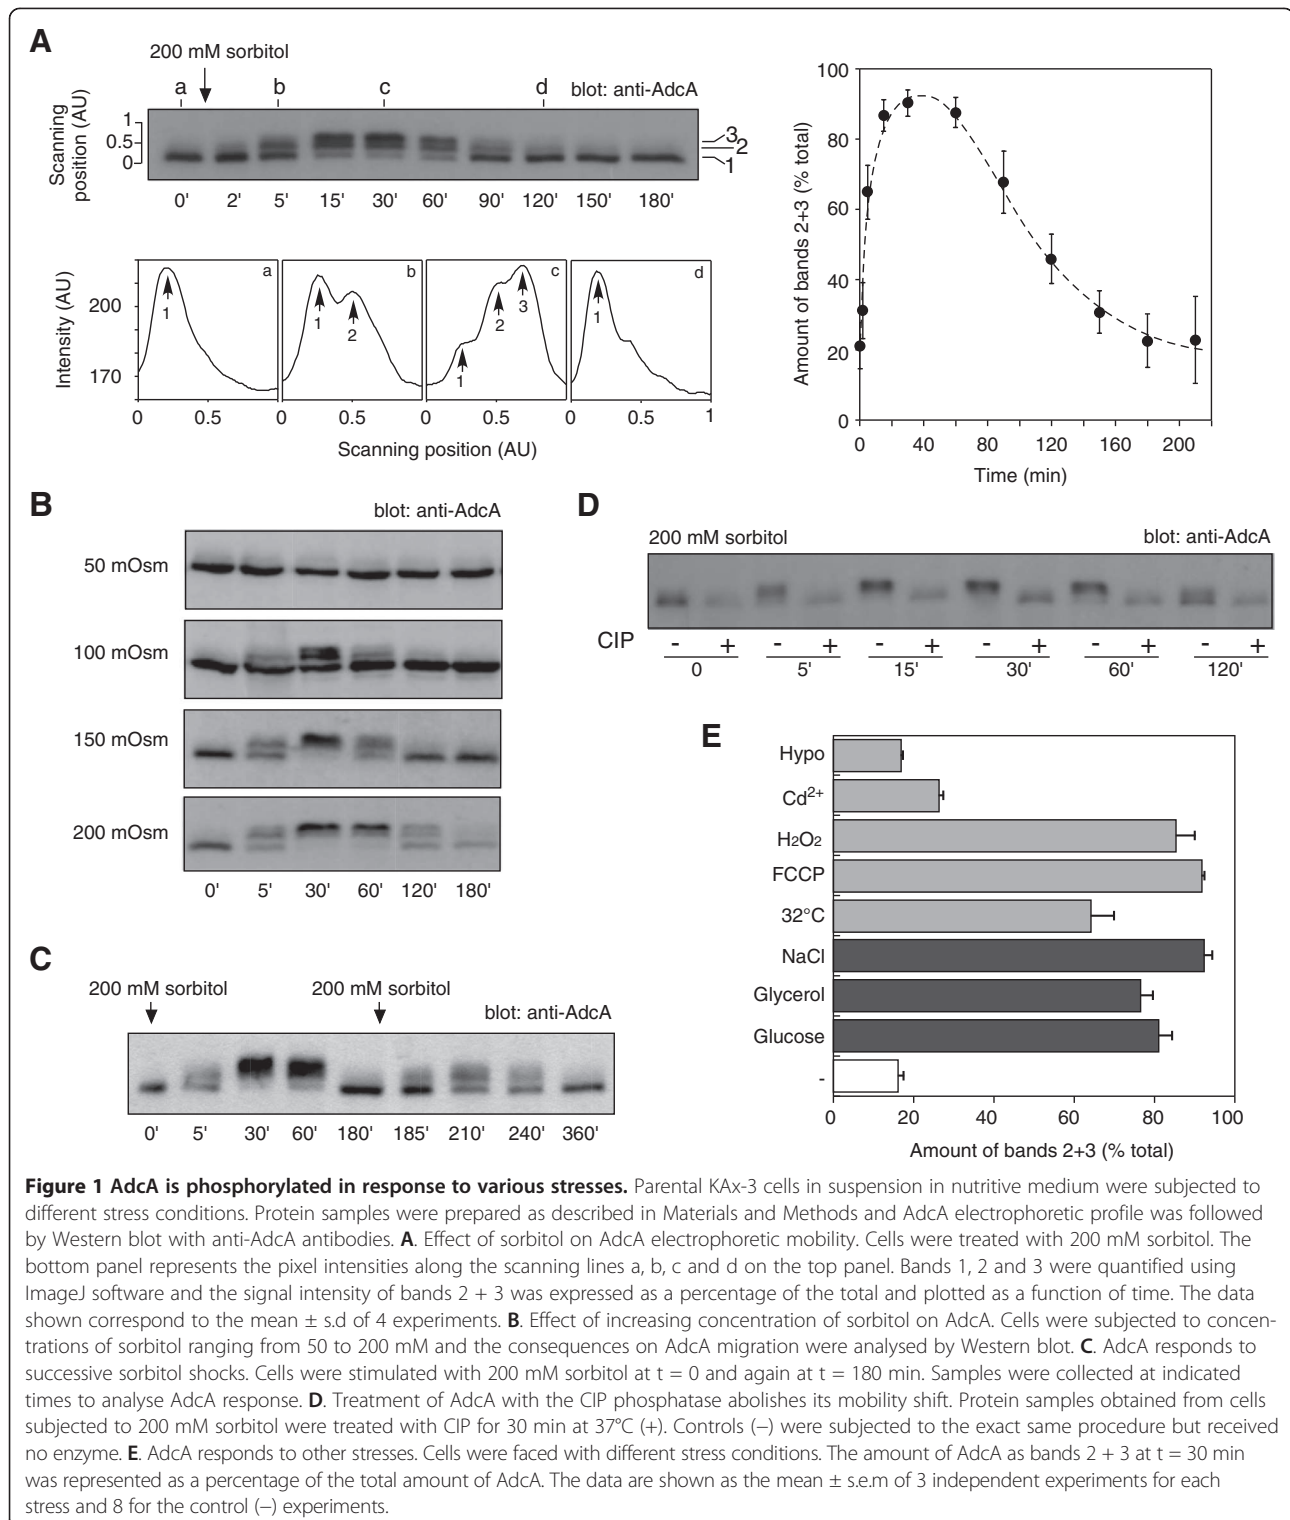 A
200 mM sorbitol
a b c d blot: anti-AdcA
Scanning
position (AU)
1
0.5
0
3
2
1
0' 2' 5' 15' 30' 60' 90' 120' 150' 180'
Intensity (AU)
200
170
a
1
b
1
2
c
1
2
3
d
1
0 0.5 0 0.5 0 0.5 0 0.5 1
Scanning position (AU)
Amount of bands 2+3 (% total)
100
80
60
40
20
0
0 40 80 120 160 200
Time (min)
B
blot: anti-AdcA
50 mOsm
100 mOsm
150 mOsm
200 mOsm
0' 5' 30' 60' 120' 180'
C
200 mM sorbitol 200 mM sorbitol
blot: anti-AdcA
0' 5' 30' 60' 180' 185' 210' 240' 360'
D
200 mM sorbitol blot: anti-AdcA
CIP - + - + - + - + - + - +
0 5' 15' 30' 60' 120'
E
Hypo
Cd2+
H2O2
FCCP
32°C
NaCl
Glycerol
Glucose
-
0 20 40 60 80 100
Amount of bands 2+3 (% total)
Figure 1 AdcA is phosphorylated in response to various stresses. Parental KAx-3 cells in suspension in nutritive medium were subjected to
different stress conditions. Protein samples were prepared as described in Materials and Methods and AdcA electrophoretic profile was followed
by Western blot with anti-AdcA antibodies. A. Effect of sorbitol on AdcA electrophoretic mobility. Cells were treated with 200 mM sorbitol. The
bottom panel represents the pixel intensities along the scanning lines a, b, c and d on the top panel. Bands 1, 2 and 3 were quantified using
ImageJ software and the signal intensity of bands 2 + 3 was expressed as a percentage of the total and plotted as a function of time. The data
shown correspond to the mean ± s.d of 4 experiments. B. Effect of increasing concentration of sorbitol on AdcA. Cells were subjected to concen-
trations of sorbitol ranging from 50 to 200 mM and the consequences on AdcA migration were analysed by Western blot. C. AdcA responds to
successive sorbitol shocks. Cells were stimulated with 200 mM sorbitol at t = 0 and again at t = 180 min. Samples were collected at indicated
times to analyse AdcA response. D. Treatment of AdcA with the CIP phosphatase abolishes its mobility shift. Protein samples obtained from cells
subjected to 200 mM sorbitol were treated with CIP for 30 min at 37°C (+). Controls (−) were subjected to the exact same procedure but received
no enzyme. E. AdcA responds to other stresses. Cells were faced with different stress conditions. The amount of AdcA as bands 2 + 3 at t = 30 min
was represented as a percentage of the total amount of AdcA. The data are shown as the mean ± s.e.m of 3 independent experiments for each
stress and 8 for the control (−) experiments.